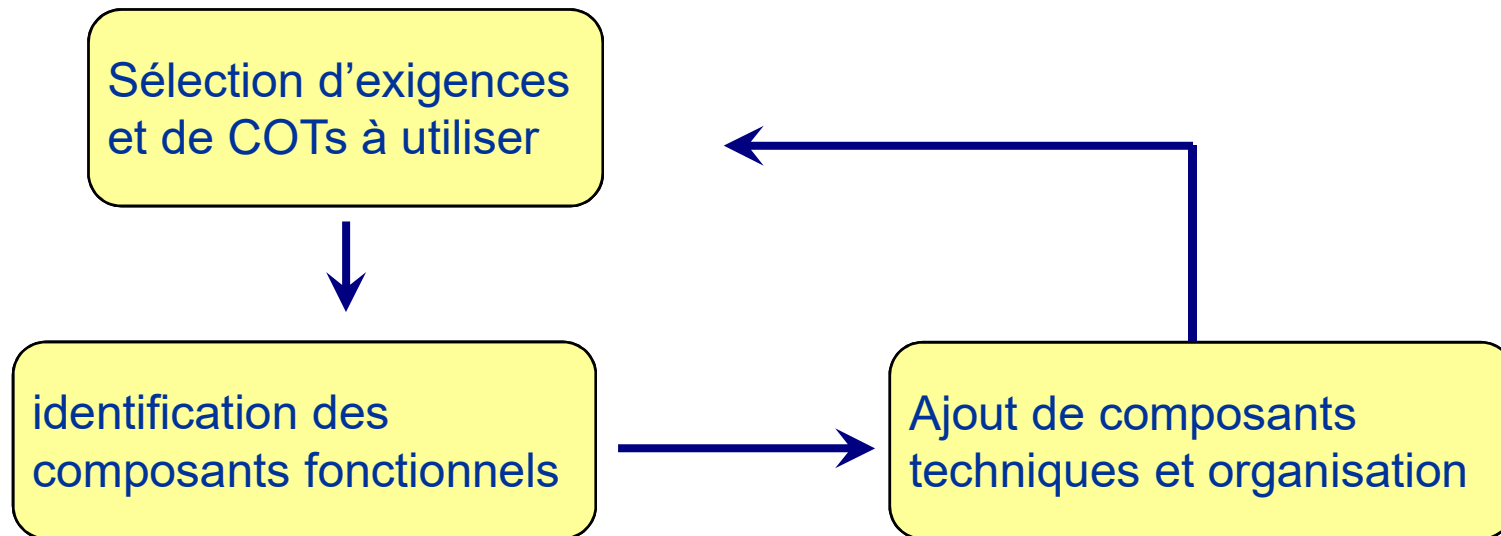 Sélection d’exigences
et de COTs à utiliser
identification des
composants fonctionnels
Ajout de composants
techniques et organisation